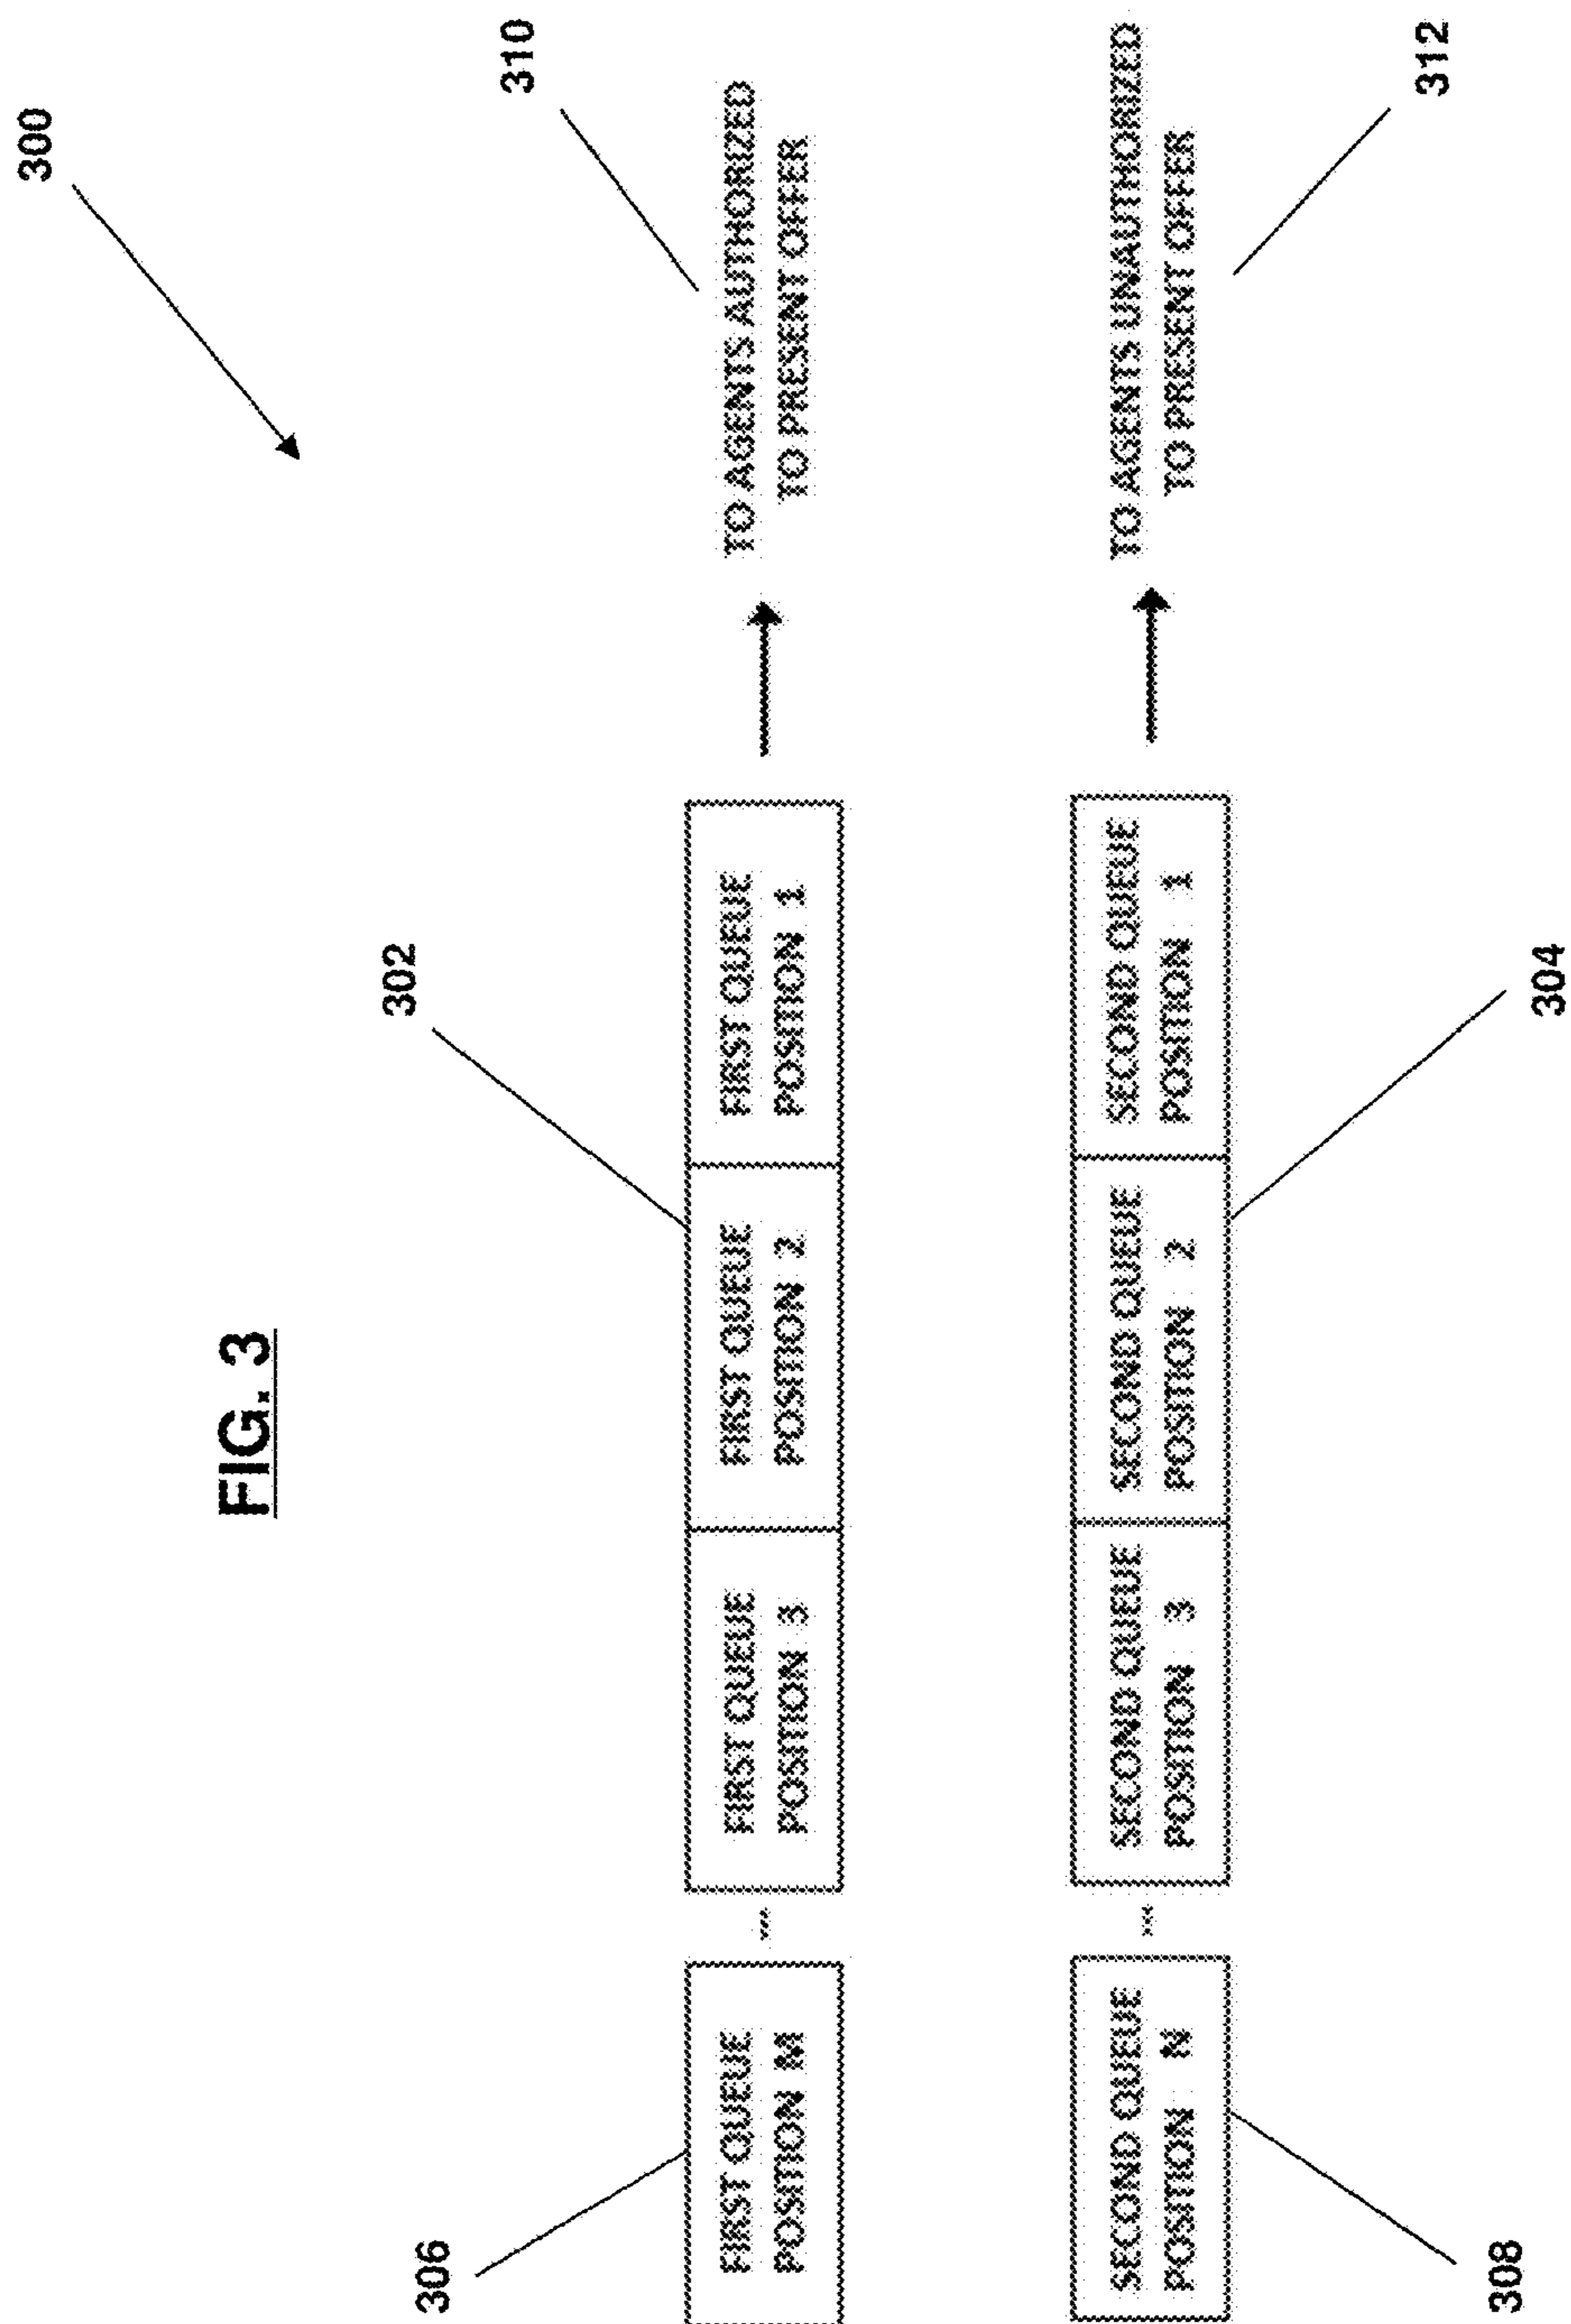 FIG. 3
300
302
310
306
FIRST QUEUE
POSITION M
---
FIRST QUEUE
POSITION 3
FIRST QUEUE
POSITION 2
FIRST QUEUE
POSITION 1
TO AGENTS AUTHORIZED
TO PRESENT OFFER
SECOND QUEUE
POSITION N
---
SECOND QUEUE
POSITION 3
SECOND QUEUE
POSITION 2
SECOND QUEUE
POSITION 1
TO AGENTS UNAUTHORIZED
TO PRESENT OFFER
308
304
312